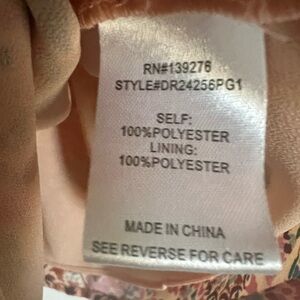 RN#139276
STYLE#DR24256PG1
SELF:
100%POLYESTER
LINING:
100%POLYESTER
MADE IN CHINA
SEE REVERSE FOR CARE